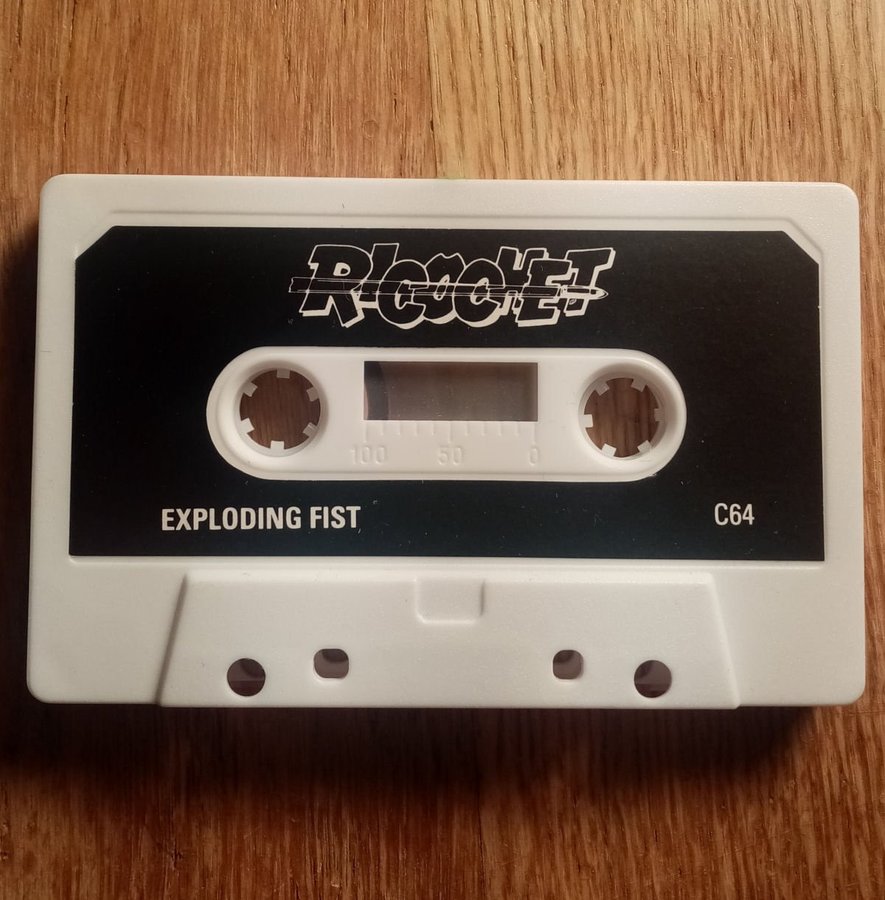 RICOCHET
100 50 0
EXPLODING FIST C64